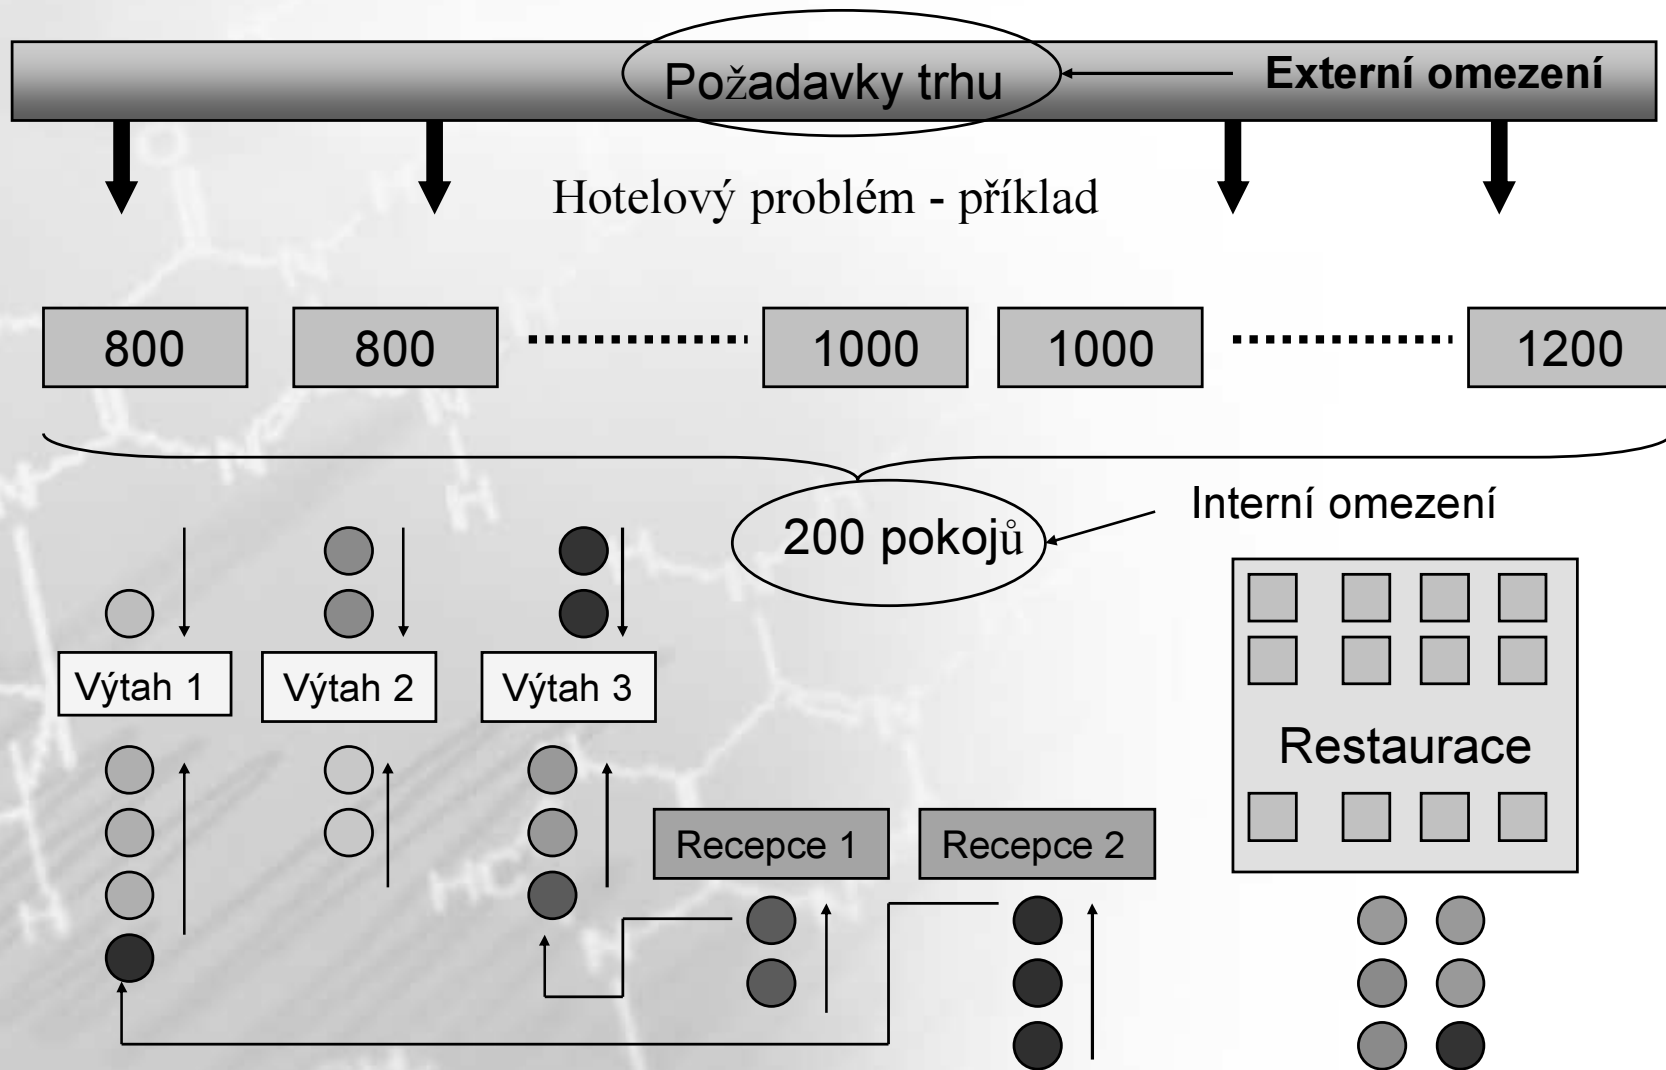 Požadavky trhu
Externí omezení
Hotelový problém - příklad
800
800
1000
1000
1200
200 pokojů
Interní omezení
Výtah 1
Výtah 2
Výtah 3
Restaurace
Recepce 1
Recepce 2